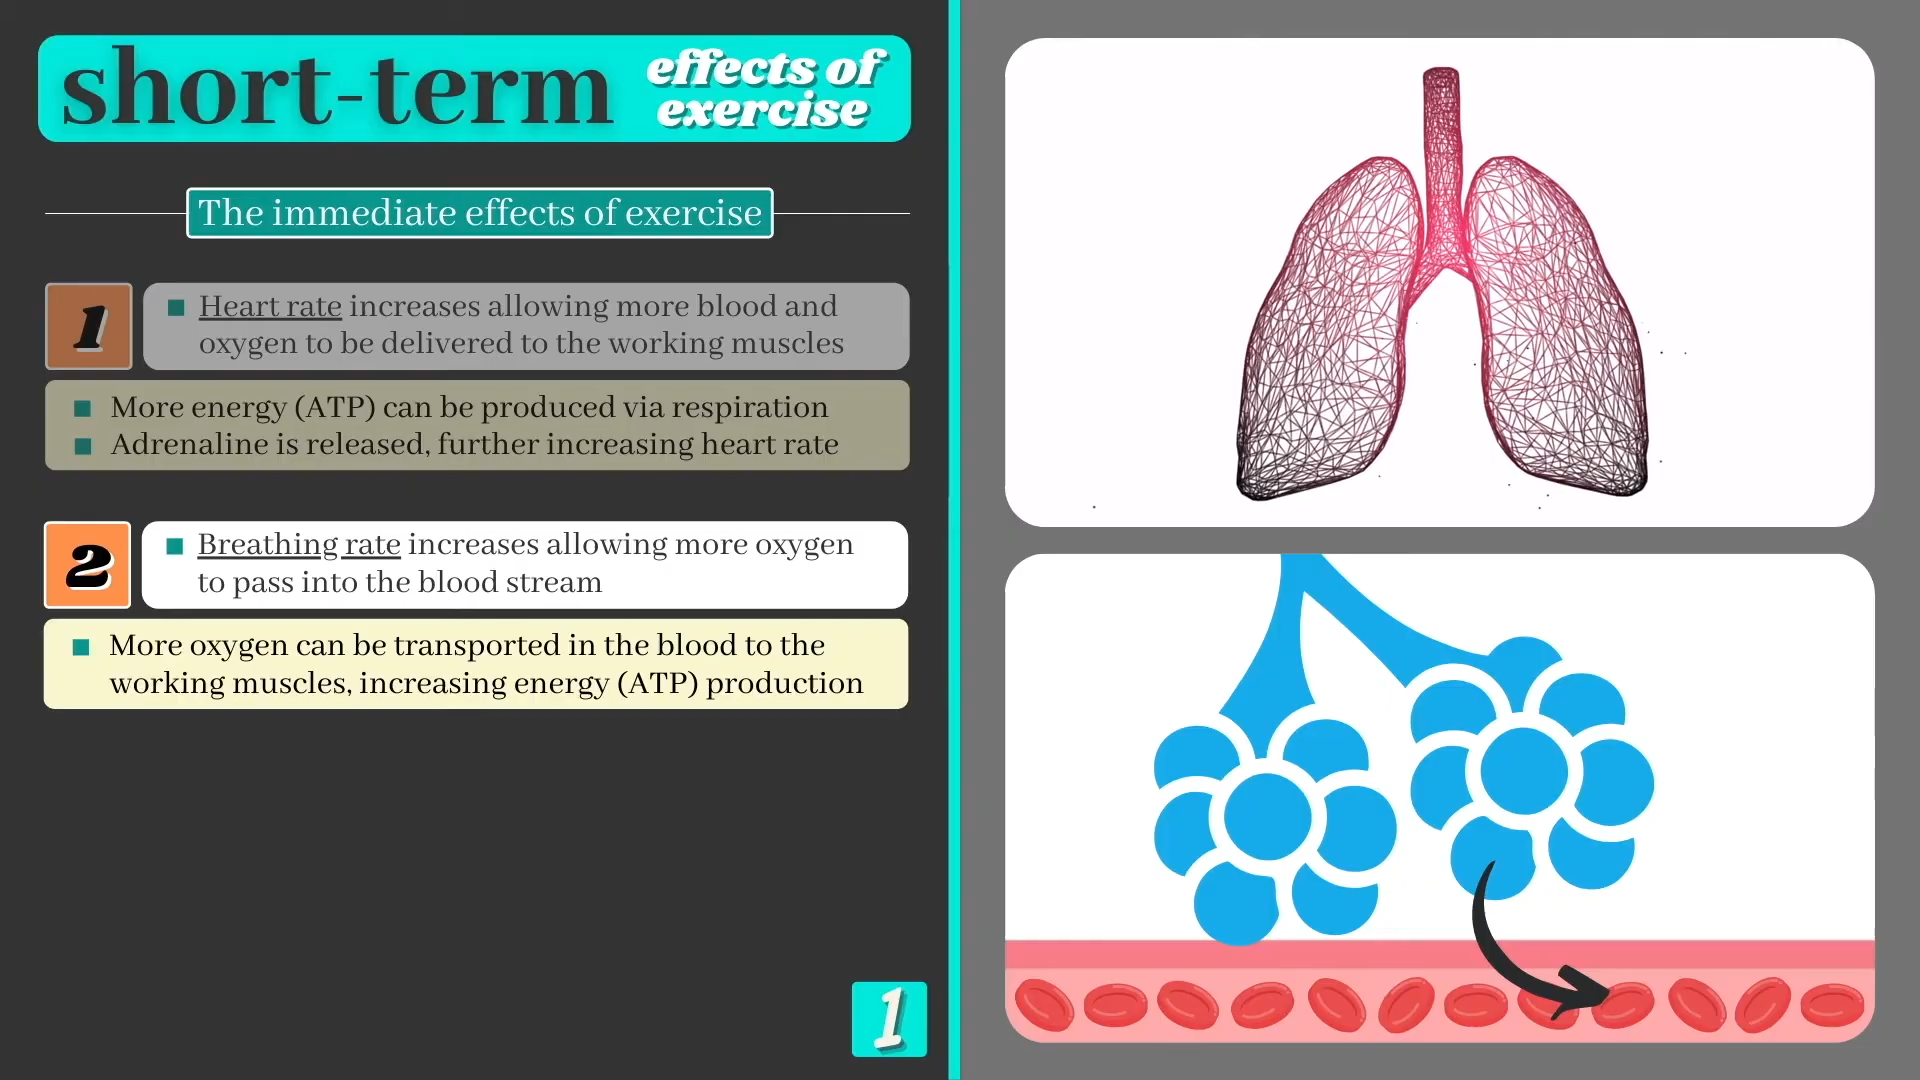 short-term effects of
exercise
The immediate effects of exercise
1
Heart rate increases allowing more blood and
oxygen to be delivered to the working muscles
More energy (ATP) can be produced via respiration
Adrenaline is released, further increasing heart rate
2
Breathing rate increases allowing more oxygen
to pass into the blood stream
More oxygen can be transported in the blood to the
working muscles, increasing energy (ATP) production
1